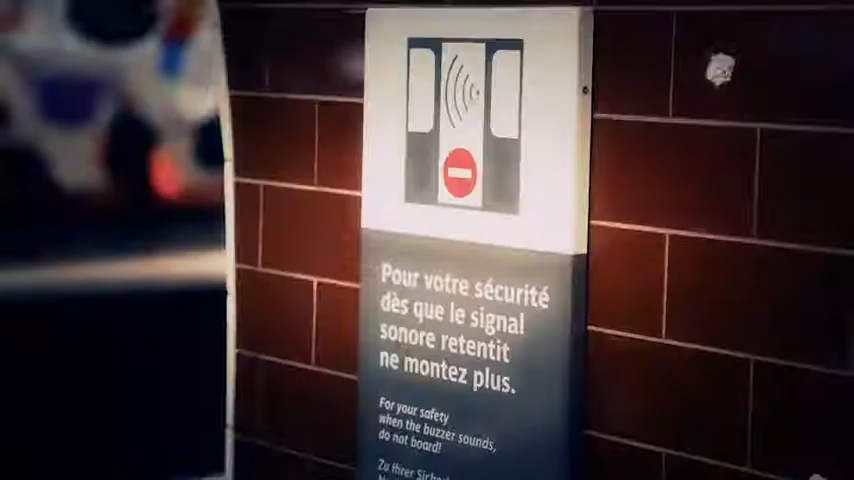 Pour votre sécurité
dès que le signal
sonore retentit
ne montez plus.
For your safety
when the buzzer sounds,
do not board!
Zu Ihrer